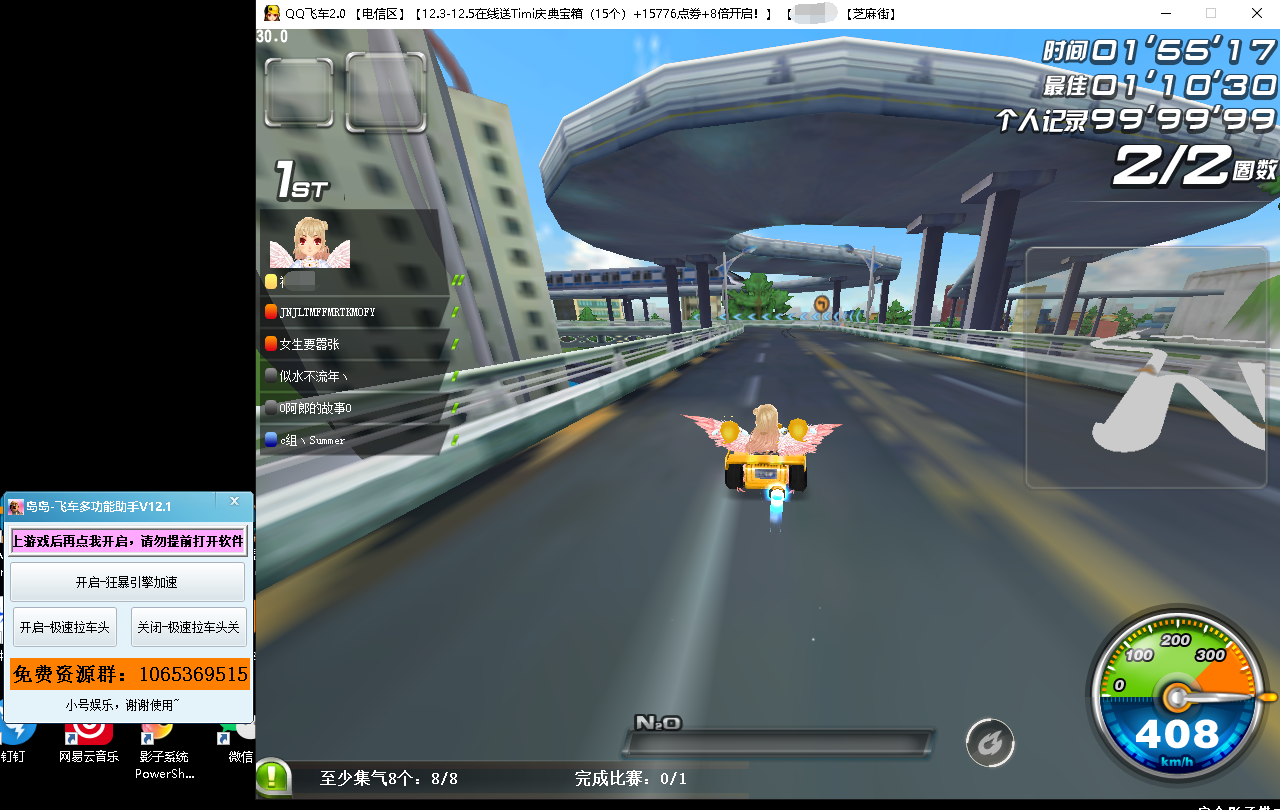 QQ飞车2.0 【电信区】【12.3-12.5在线送Timi庆典宝箱（15个）+15776点劵+8倍开启！】 【 【芝麻街】
30.0
时间01'55'17
最佳01'10'30
个人记录99'99'99
2/2圈数
1ST
JNJLTMFFMRTKMOFY
女生要嚣张
似水不流年丶
0阿郎的故事0
c组丶Summer
岛岛-飞车多功能助手V12.1
上游戏后再点我开启，请勿提前打开软件
开启-狂暴引擎加速
开启-极速拉车头
关闭-极速拉车头关
免费资源群：1065369515
小号娱乐，谢谢使用~
钉钉
网易云音乐
影子系统
PowerSh...
微信
N2O
0
100
200
300
408
km/h
至少集气8个：8/8
完成比赛：0/1